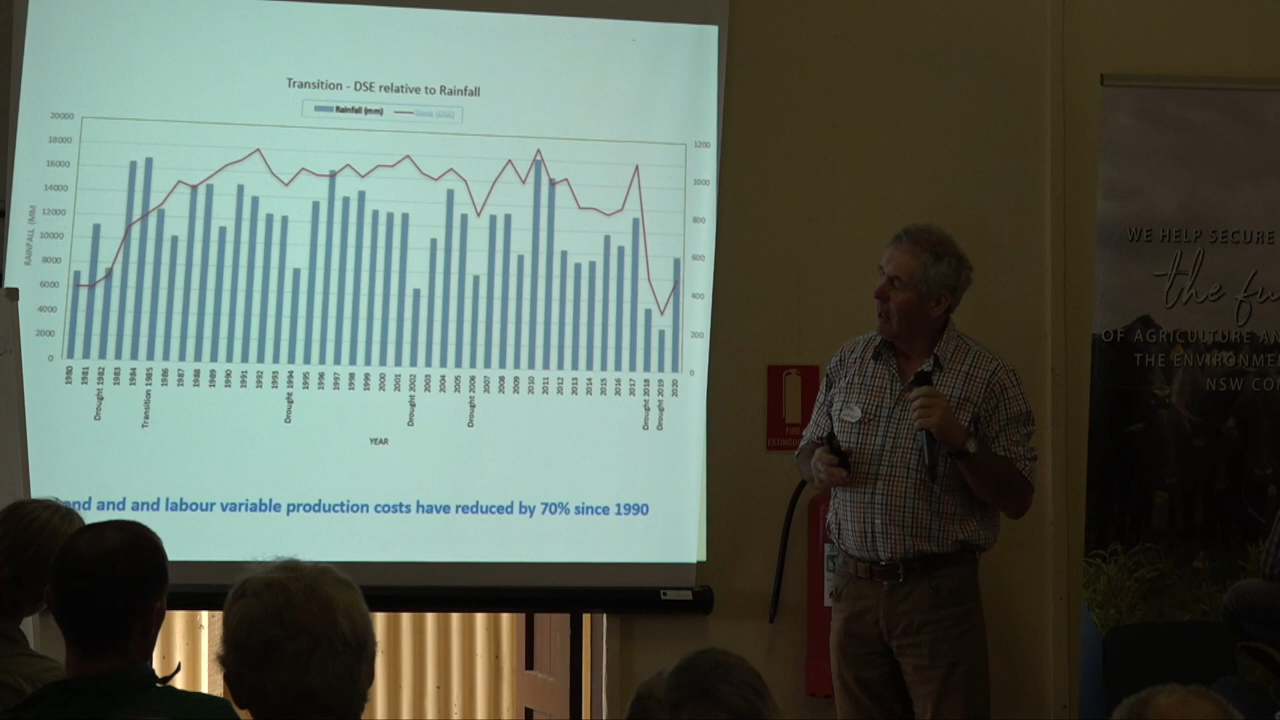 Transition - DSE relative to Rainfall
Rainfall (mm)
20000
18000
16000
14000
12000
10000
8000
6000
4000
2000
0
RAINFALL (MM
1200
1000
800
600
400
200
0
1980
1981
Drought 1982
1983
1984
Transition 1985
1986
1987
1988
1989
1990
1991
1992
1993
Drought 1994
1995
1996
1997
1998
1999
2000
2001
Drought 2002
2003
2004
2005
Drought 2006
2007
2008
2009
2010
2011
2012
2013
2014
2015
2016
2017
Drought 2018
Drought 2019
2020
YEAR
and and labour variable production costs have reduced by 70% since 1990
FIRE
WE HELP SECURE
the fu
OF AGRICULTURE AN
THE ENVIRONME
NSW CO